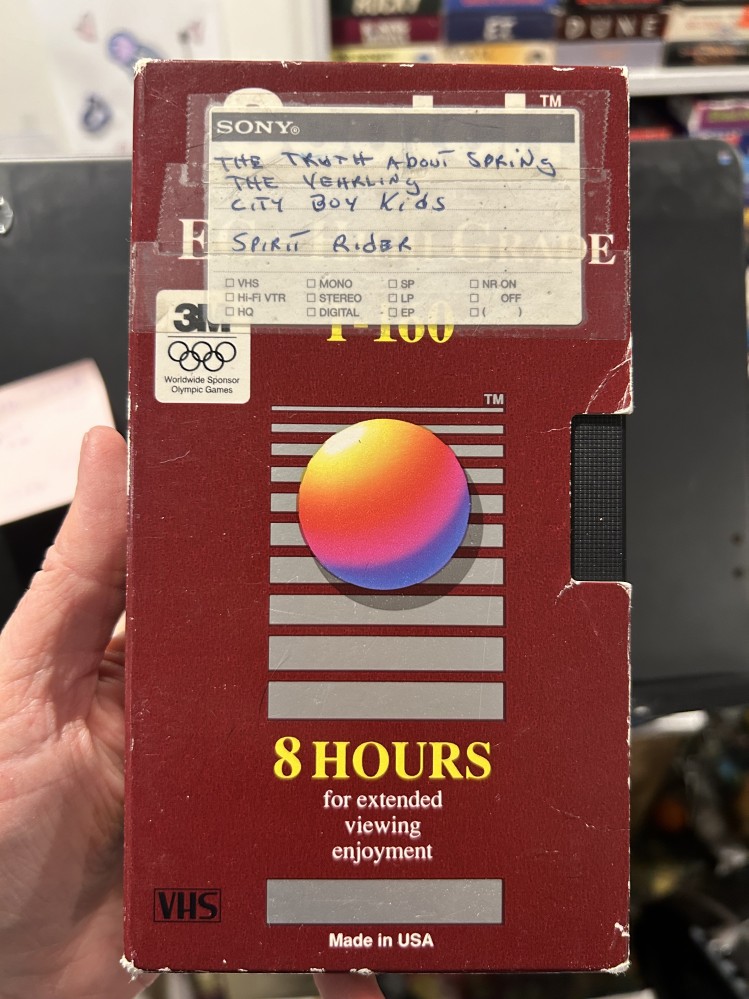 ET
DUNE
TM
SONY®
THE TRUTH ABOUT SPRING
THE YEARLING
CITY BOY KIDS
SPIRIT RIDER
GRADE
☐ VHS ☐ MONO ☐ SP ☐ NR ON
☐ Hi-Fi VTR ☐ STEREO ☐ LP ☐ OFF
☐ HQ ☐ DIGITAL ☐ EP ☐ ( )
T-160
3M
Worldwide Sponsor
Olympic Games
TM
8 HOURS
for extended
viewing
enjoyment
VHS
Made in USA